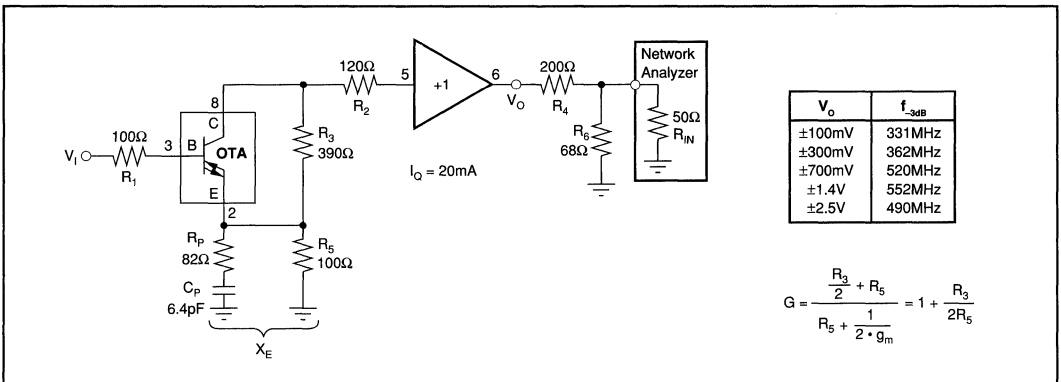 Network
Analyzer
120Ω
R2
5
+1
6
VO
200Ω
R4
50Ω
RIN
R6
68Ω
8
C
100Ω
VI
R1
3
B
OTA
E
2
R3
390Ω
IQ = 20mA
RP
82Ω
CP
6.4pF
R5
100Ω
XE
VO f−3dB
±100mV 331MHz
±300mV 362MHz
±700mV 520MHz
±1.4V 552MHz
±2.5V 490MHz
G = (R3/2 + R5) / (R5 + 1/(2 • gm)) = 1 + R3/2R5